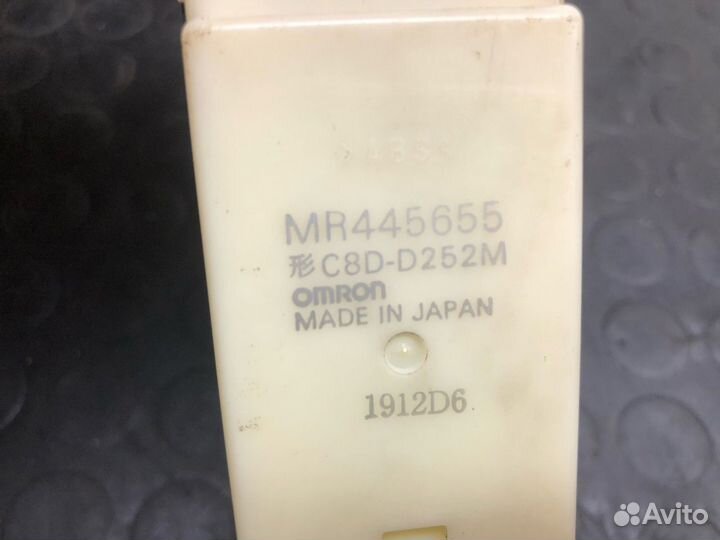 MR445655
形C8D-D252M
omron
MADE IN JAPAN
1912D6
Avito